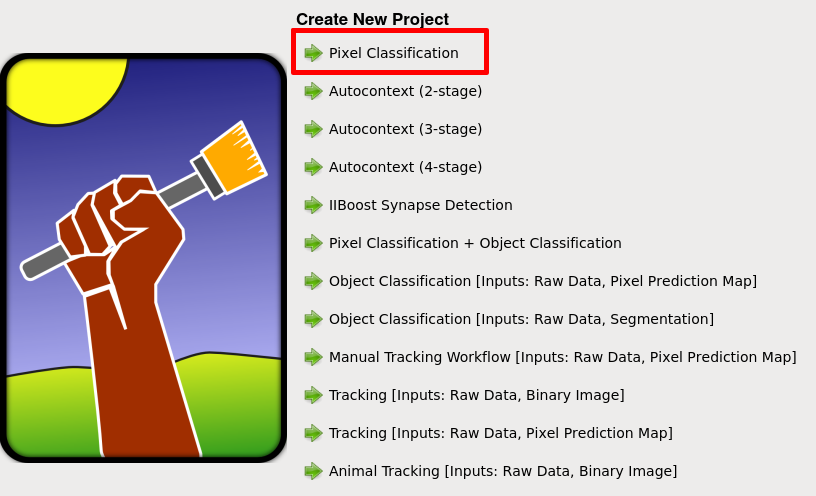 Create New Project
Pixel Classification
Autocontext (2-stage)
Autocontext (3-stage)
Autocontext (4-stage)
IIBoost Synapse Detection
Pixel Classification + Object Classification
Object Classification [Inputs: Raw Data, Pixel Prediction Map]
Object Classification [Inputs: Raw Data, Segmentation]
Manual Tracking Workflow [Inputs: Raw Data, Pixel Prediction Map]
Tracking [Inputs: Raw Data, Binary Image]
Tracking [Inputs: Raw Data, Pixel Prediction Map]
Animal Tracking [Inputs: Raw Data, Binary Image]